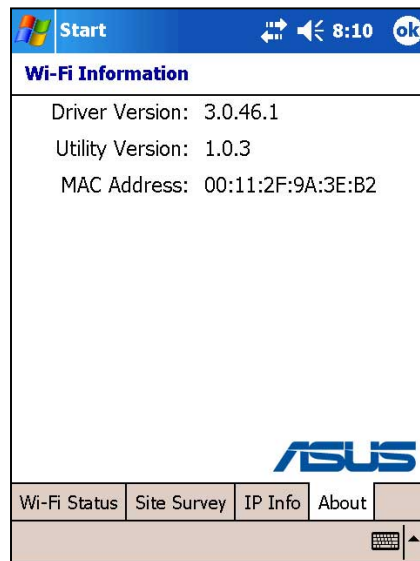 Start 8:10 ok
Wi-Fi Information
Driver Version: 3.0.46.1
Utility Version: 1.0.3
MAC Address: 00:11:2F:9A:3E:B2
ASUS
Wi-Fi Status Site Survey IP Info About